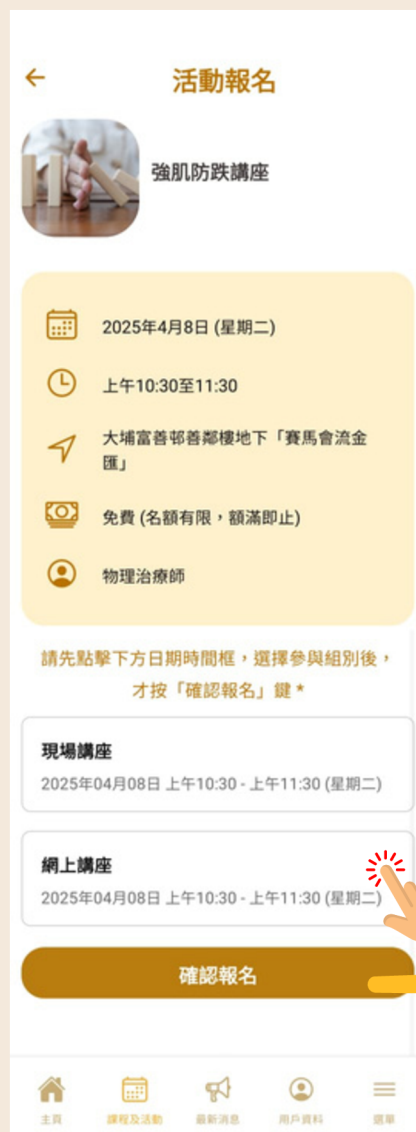 活動報名
強肌防跌講座
2025年4月8日 (星期二)
上午10:30至11:30
大埔富善邨善鄰樓地下「賽馬會流金
匯」
免費 (名額有限，額滿即止)
物理治療師
請先點擊下方日期時間框，選擇參與組別後，
才按「確認報名」鍵 *
現場講座
2025年04月08日 上午10:30 - 上午11:30 (星期二)
網上講座
2025年04月08日 上午10:30 - 上午11:30 (星期二)
確認報名
主頁 課程及活動 最新消息 用戶資料 選單